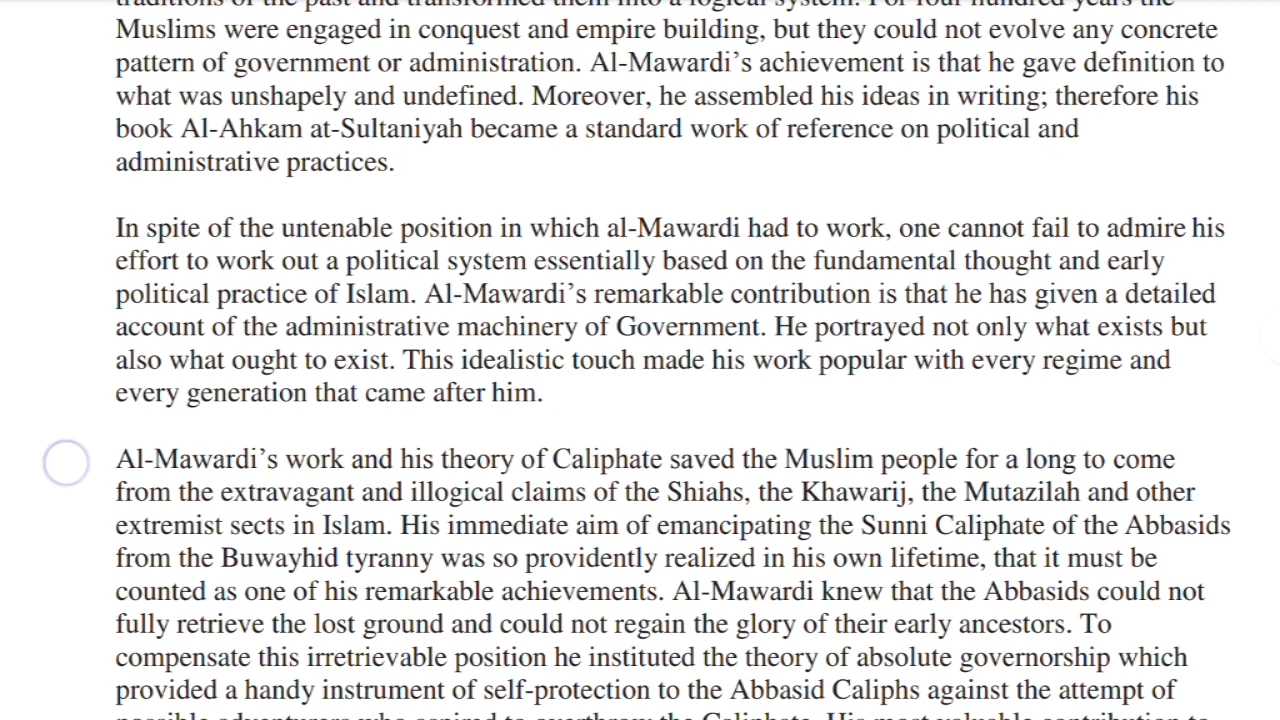 Muslims were engaged in conquest and empire building, but they could not evolve any concrete
pattern of government or administration. Al-Mawardi’s achievement is that he gave definition to
what was unshapely and undefined. Moreover, he assembled his ideas in writing; therefore his
book Al-Ahkam at-Sultaniyah became a standard work of reference on political and
administrative practices.
In spite of the untenable position in which al-Mawardi had to work, one cannot fail to admire his
effort to work out a political system essentially based on the fundamental thought and early
political practice of Islam. Al-Mawardi’s remarkable contribution is that he has given a detailed
account of the administrative machinery of Government. He portrayed not only what exists but
also what ought to exist. This idealistic touch made his work popular with every regime and
every generation that came after him.
Al-Mawardi’s work and his theory of Caliphate saved the Muslim people for a long to come
from the extravagant and illogical claims of the Shiahs, the Khawarij, the Mutazilah and other
extremist sects in Islam. His immediate aim of emancipating the Sunni Caliphate of the Abbasids
from the Buwayhid tyranny was so providently realized in his own lifetime, that it must be
counted as one of his remarkable achievements. Al-Mawardi knew that the Abbasids could not
fully retrieve the lost ground and could not regain the glory of their early ancestors. To
compensate this irretrievable position he instituted the theory of absolute governorship which
provided a handy instrument of self-protection to the Abbasid Caliphs against the attempt of